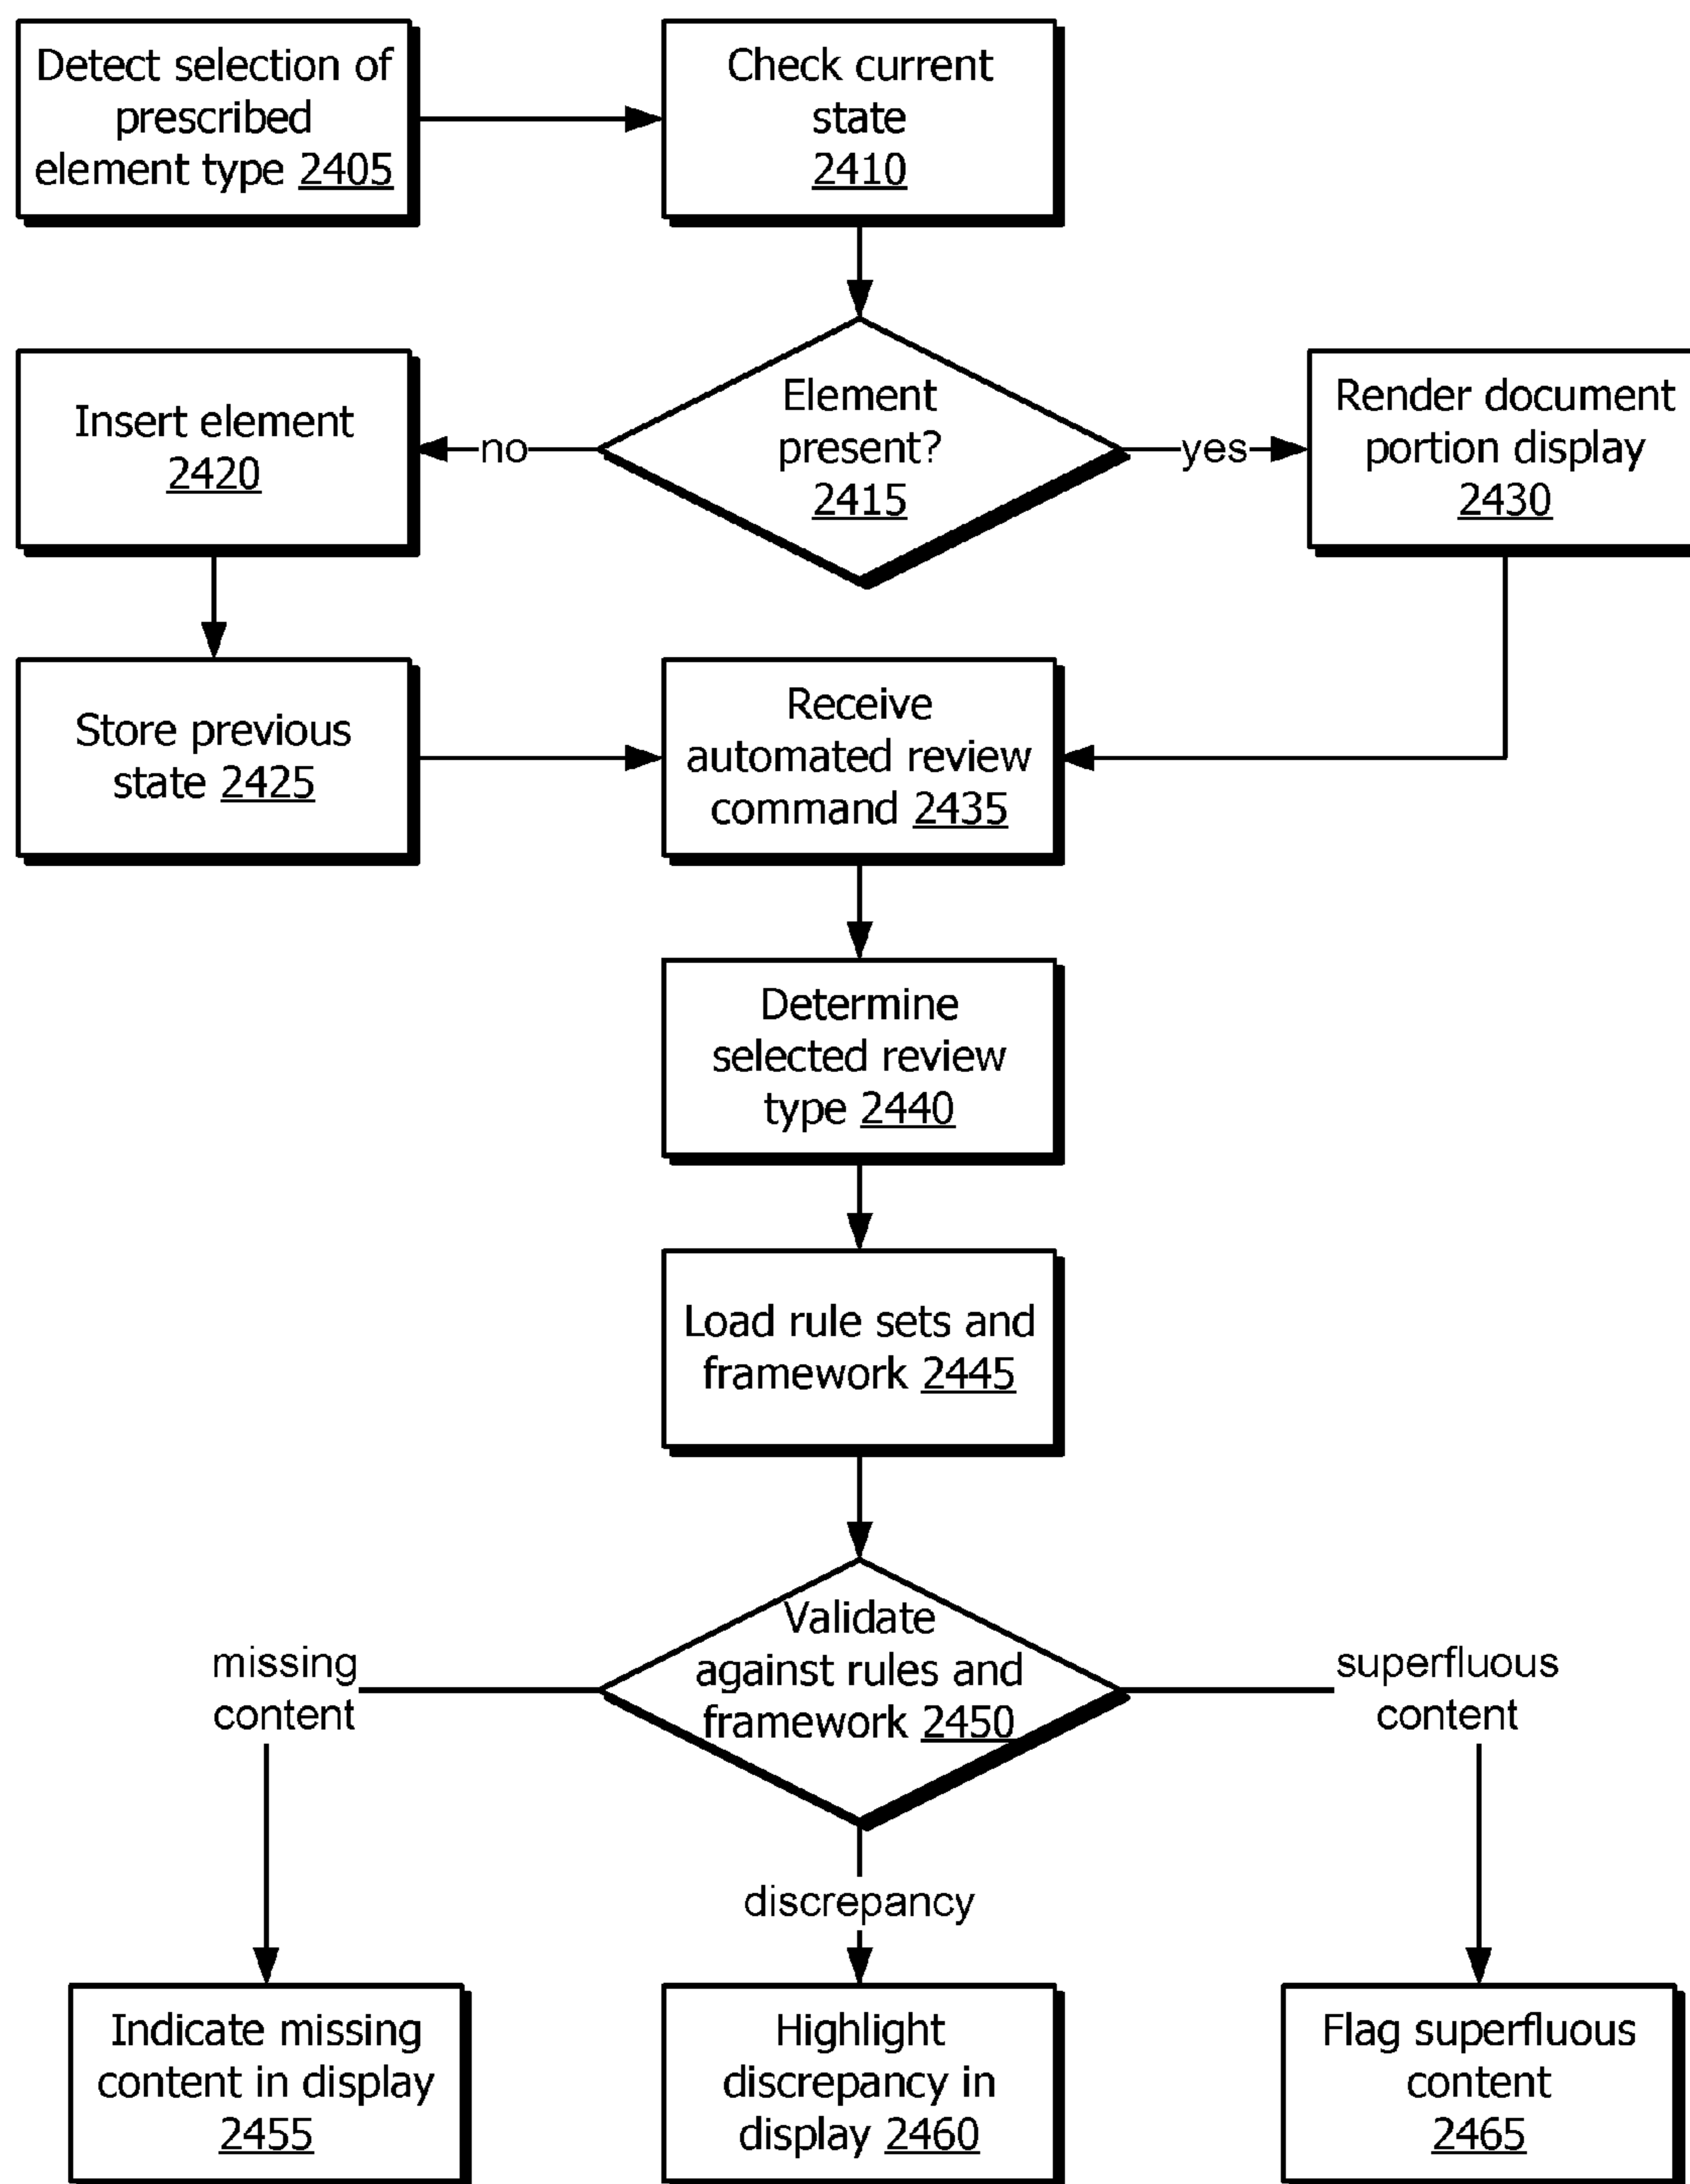 Detect selection of
prescribed
element type 2405
Check current
state
2410
Insert element
2420
no
Element
present?
2415
yes
Render document
portion display
2430
Store previous
state 2425
Receive
automated review
command 2435
Determine
selected review
type 2440
Load rule sets and
framework 2445
Validate
against rules and
framework 2450
missing
content
discrepancy
superfluous
content
Indicate missing
content in display
2455
Highlight
discrepancy in
display 2460
Flag superfluous
content
2465